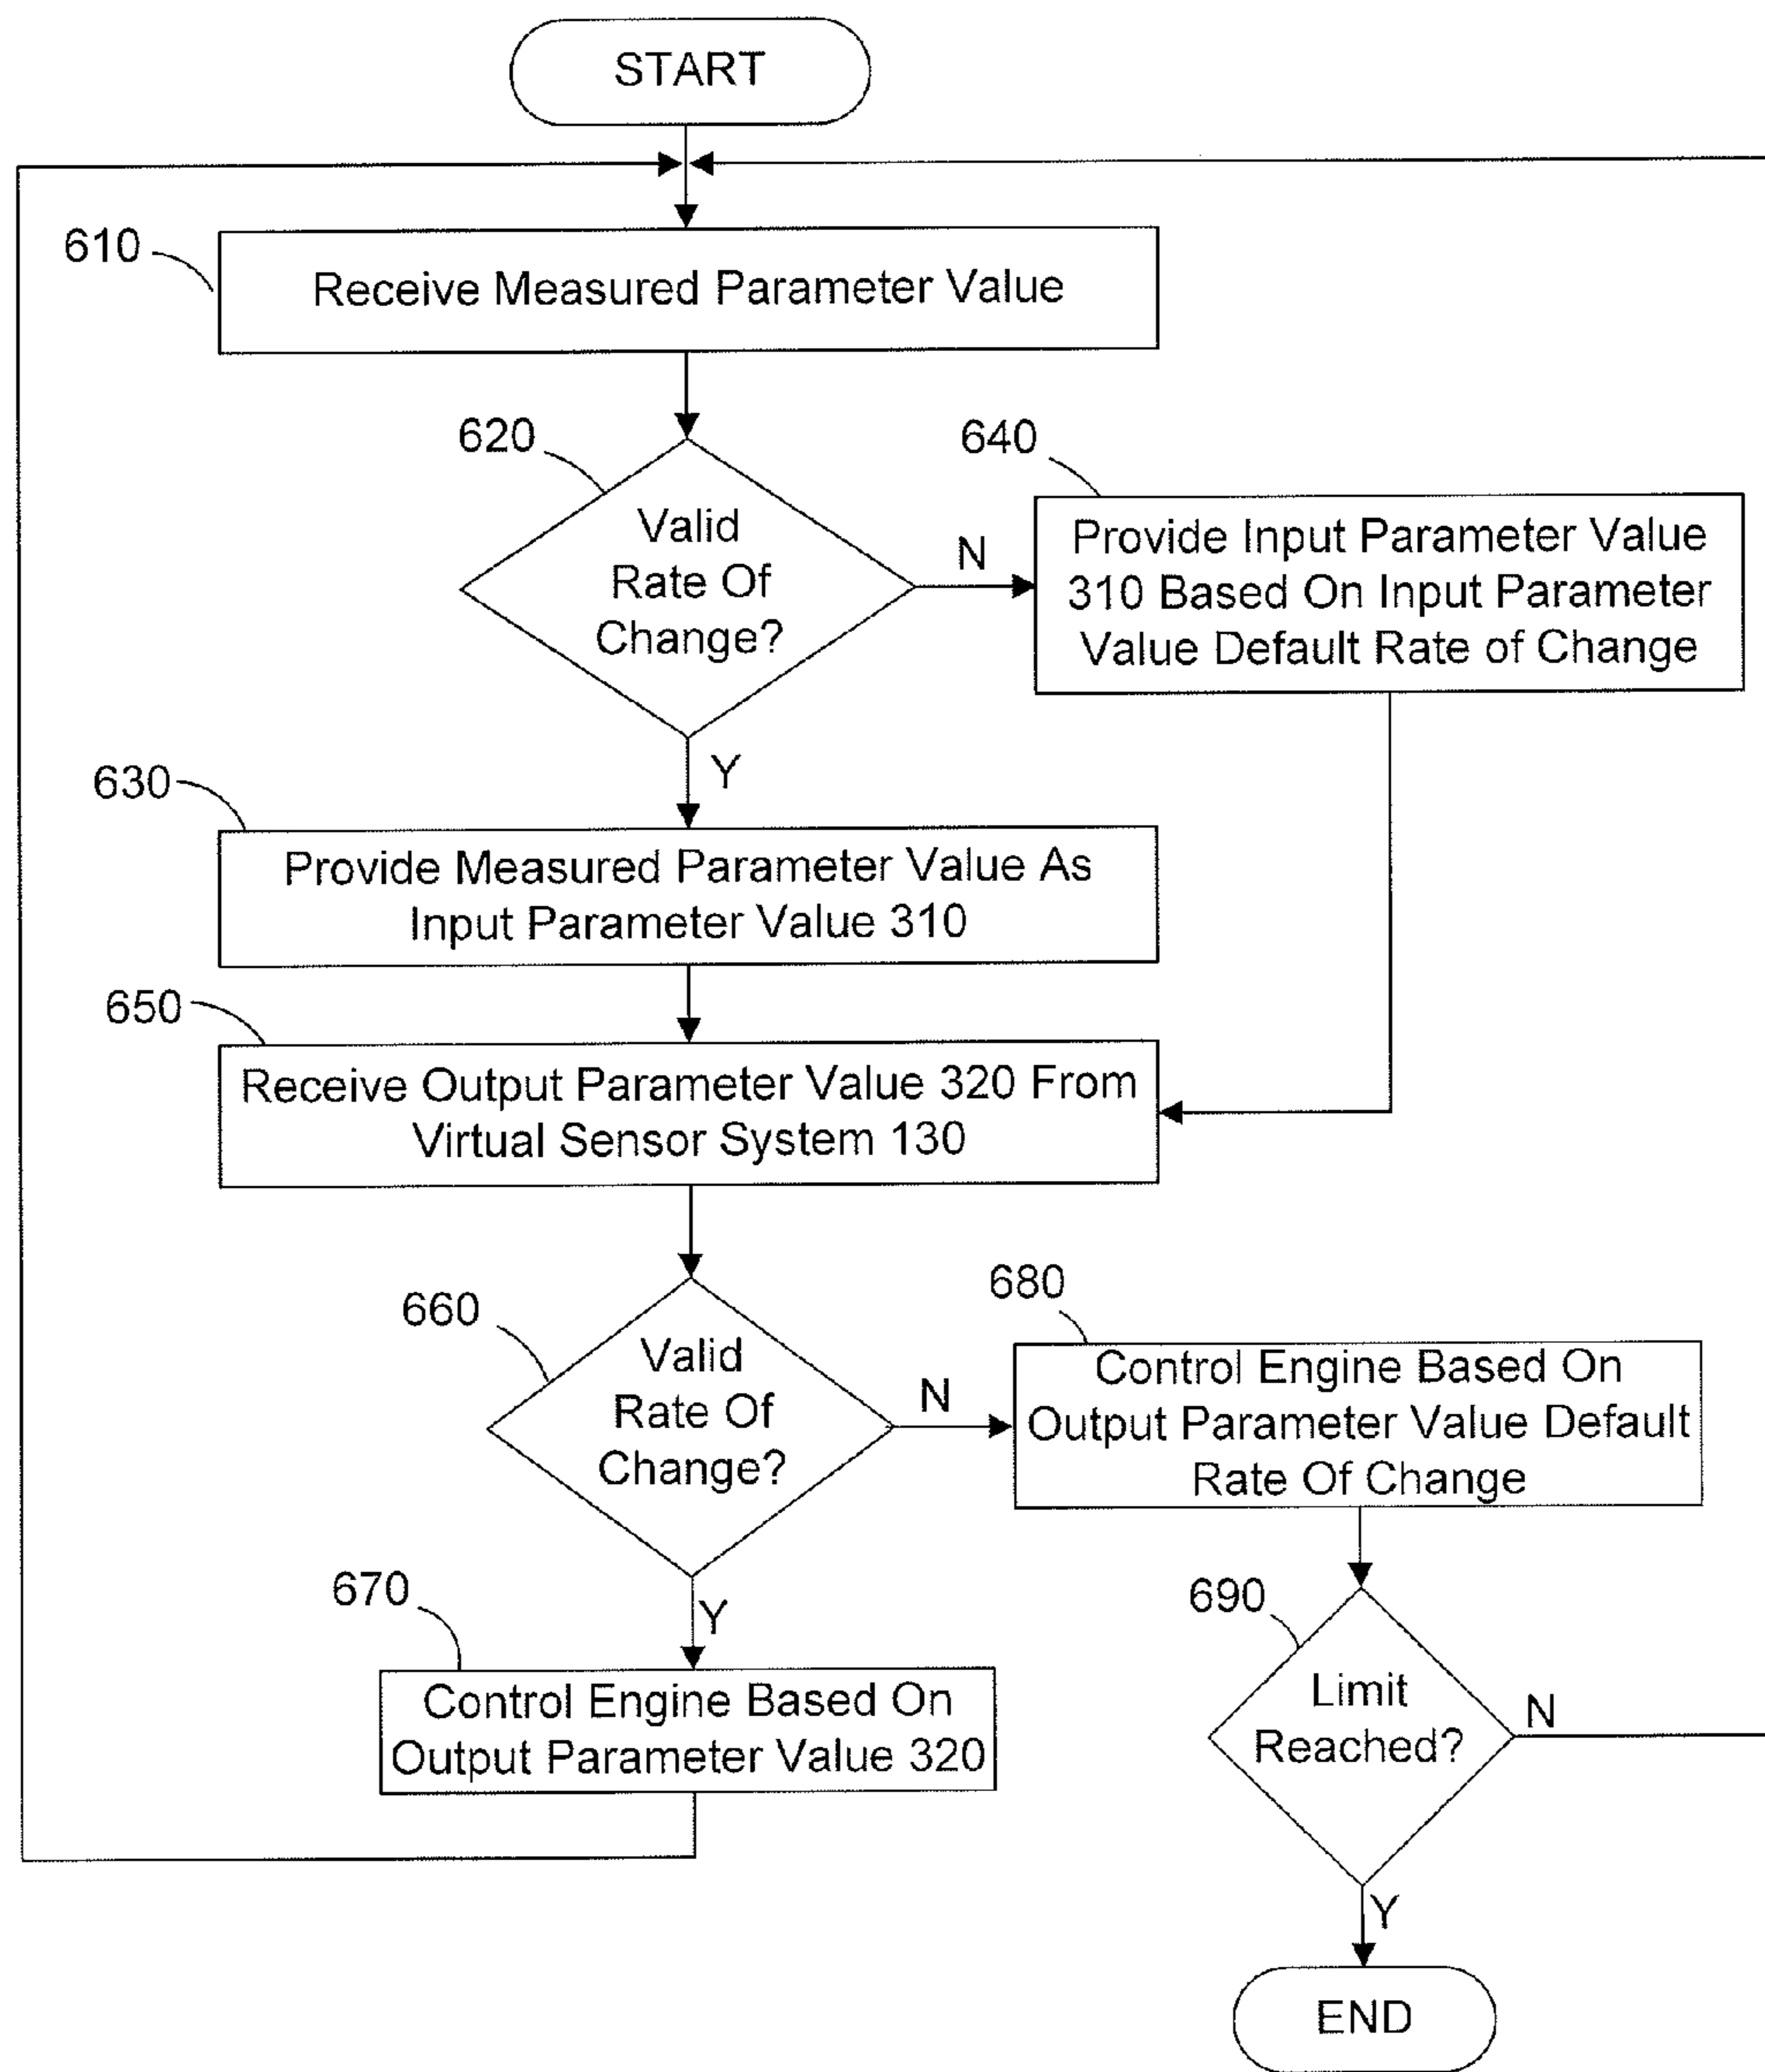 START
610
Receive Measured Parameter Value
620
Valid
Rate Of
Change?
N
640
Provide Input Parameter Value
310 Based On Input Parameter
Value Default Rate of Change
Y
630
Provide Measured Parameter Value As
Input Parameter Value 310
650
Receive Output Parameter Value 320 From
Virtual Sensor System 130
660
Valid
Rate Of
Change?
N
680
Control Engine Based On
Output Parameter Value Default
Rate Of Change
Y
670
Control Engine Based On
Output Parameter Value 320
690
Limit
Reached?
N
Y
END